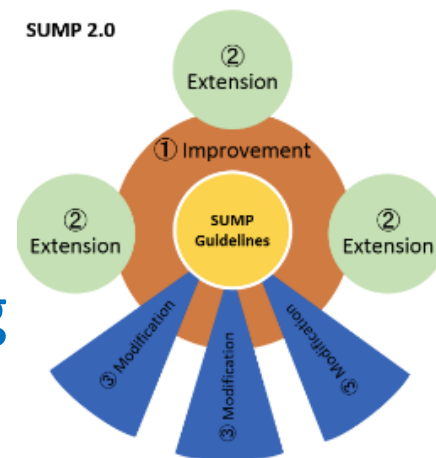 SUMP 2.0
②
Extension
① Improvement
②
Extension
SUMP
Guidelines
②
Extension
g
③ Modification
③ Modification
③ Modification